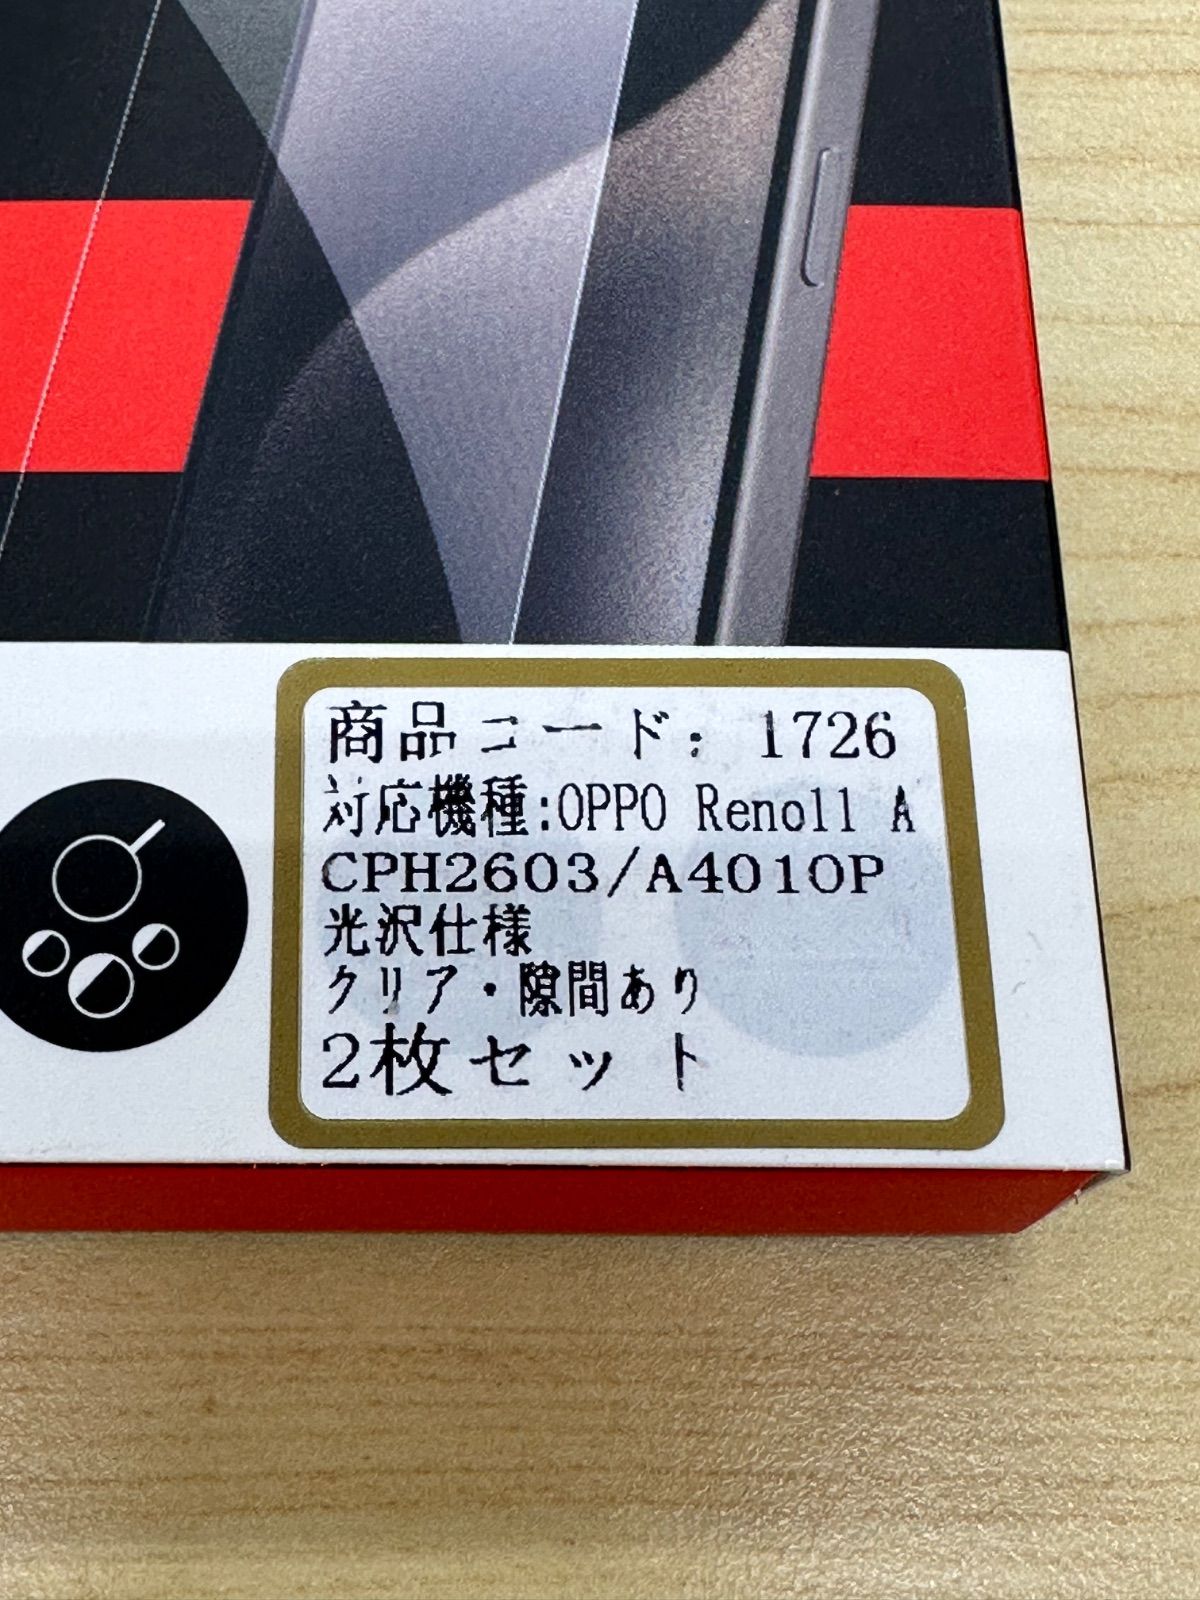 商品コード: 1726
対応機種:OPPO Reno11 A
CPH2603/A401OP
光沢仕様
クリア・隙間あり
2枚セット